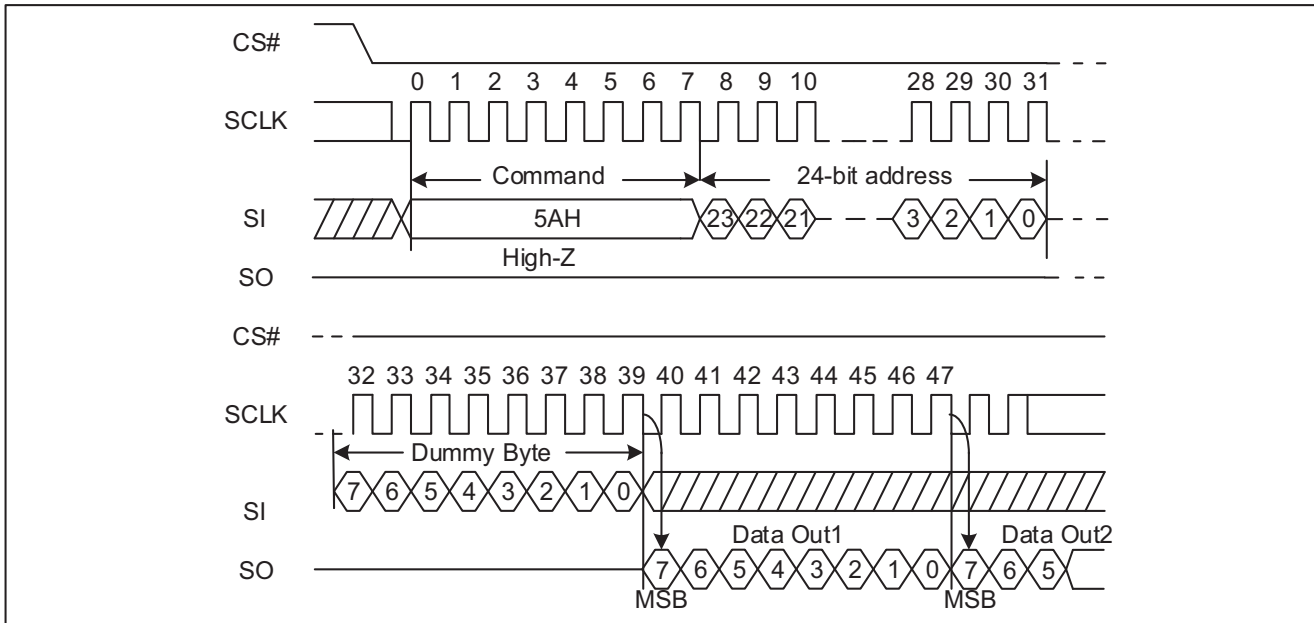 CS#
0 1 2 3 4 5 6 7 8 9 10 28 29 30 31
SCLK
Command 24-bit address
SI 5AH 23 22 21 3 2 1 0
High-Z
SO
CS#
32 33 34 35 36 37 38 39 40 41 42 43 44 45 46 47
SCLK
Dummy Byte
SI 7 6 5 4 3 2 1 0
Data Out1 Data Out2
SO 7 6 5 4 3 2 1 0 7 6 5
MSB MSB